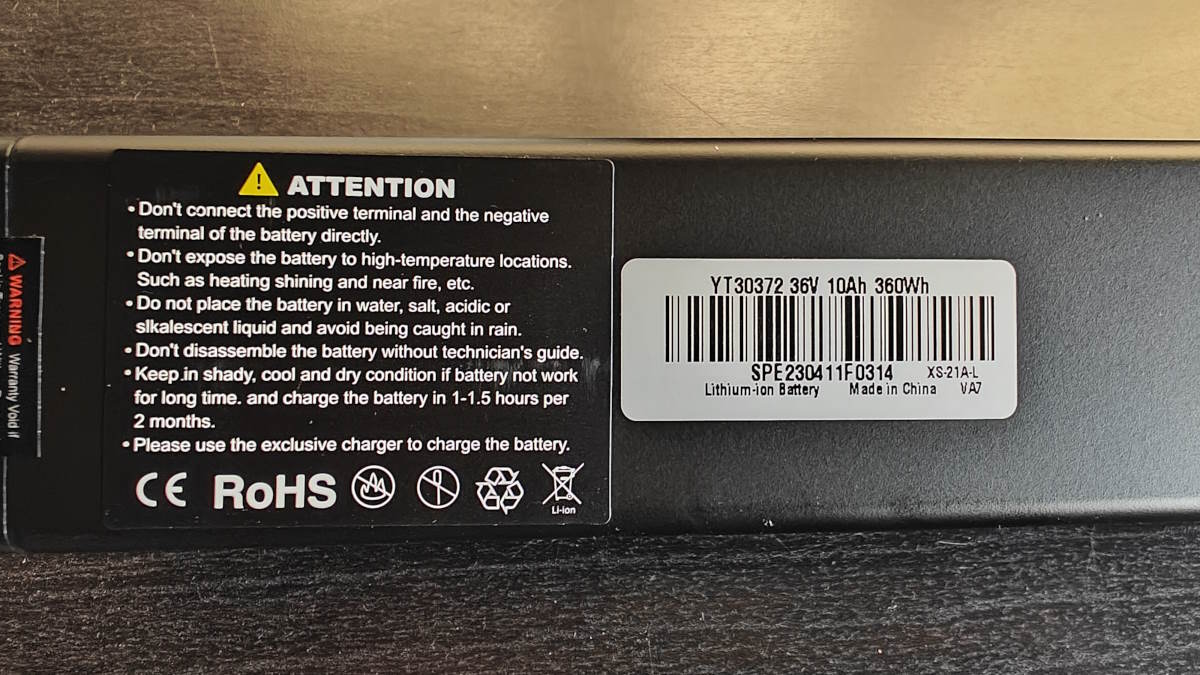 ATTENTION
• Don't connect the positive terminal and the negative
terminal of the battery directly.
• Don't expose the battery to high-temperature locations.
Such as heating shining and near fire, etc.
• Do not place the battery in water, salt, acidic or
slkalescent liquid and avoid being caught in rain.
• Don't disassemble the battery without technician's guide.
• Keep in shady, cool and dry condition if battery not work
for long time. and charge the battery in 1-1.5 hours per
2 months.
• Please use the exclusive charger to charge the battery.
CE RoHS
Li-ion
WARNING Warranty Void if
YT30372 36V 10Ah 360Wh
SPE230411F0314 XS-21A-L
Lithium-ion Battery Made in China VA7